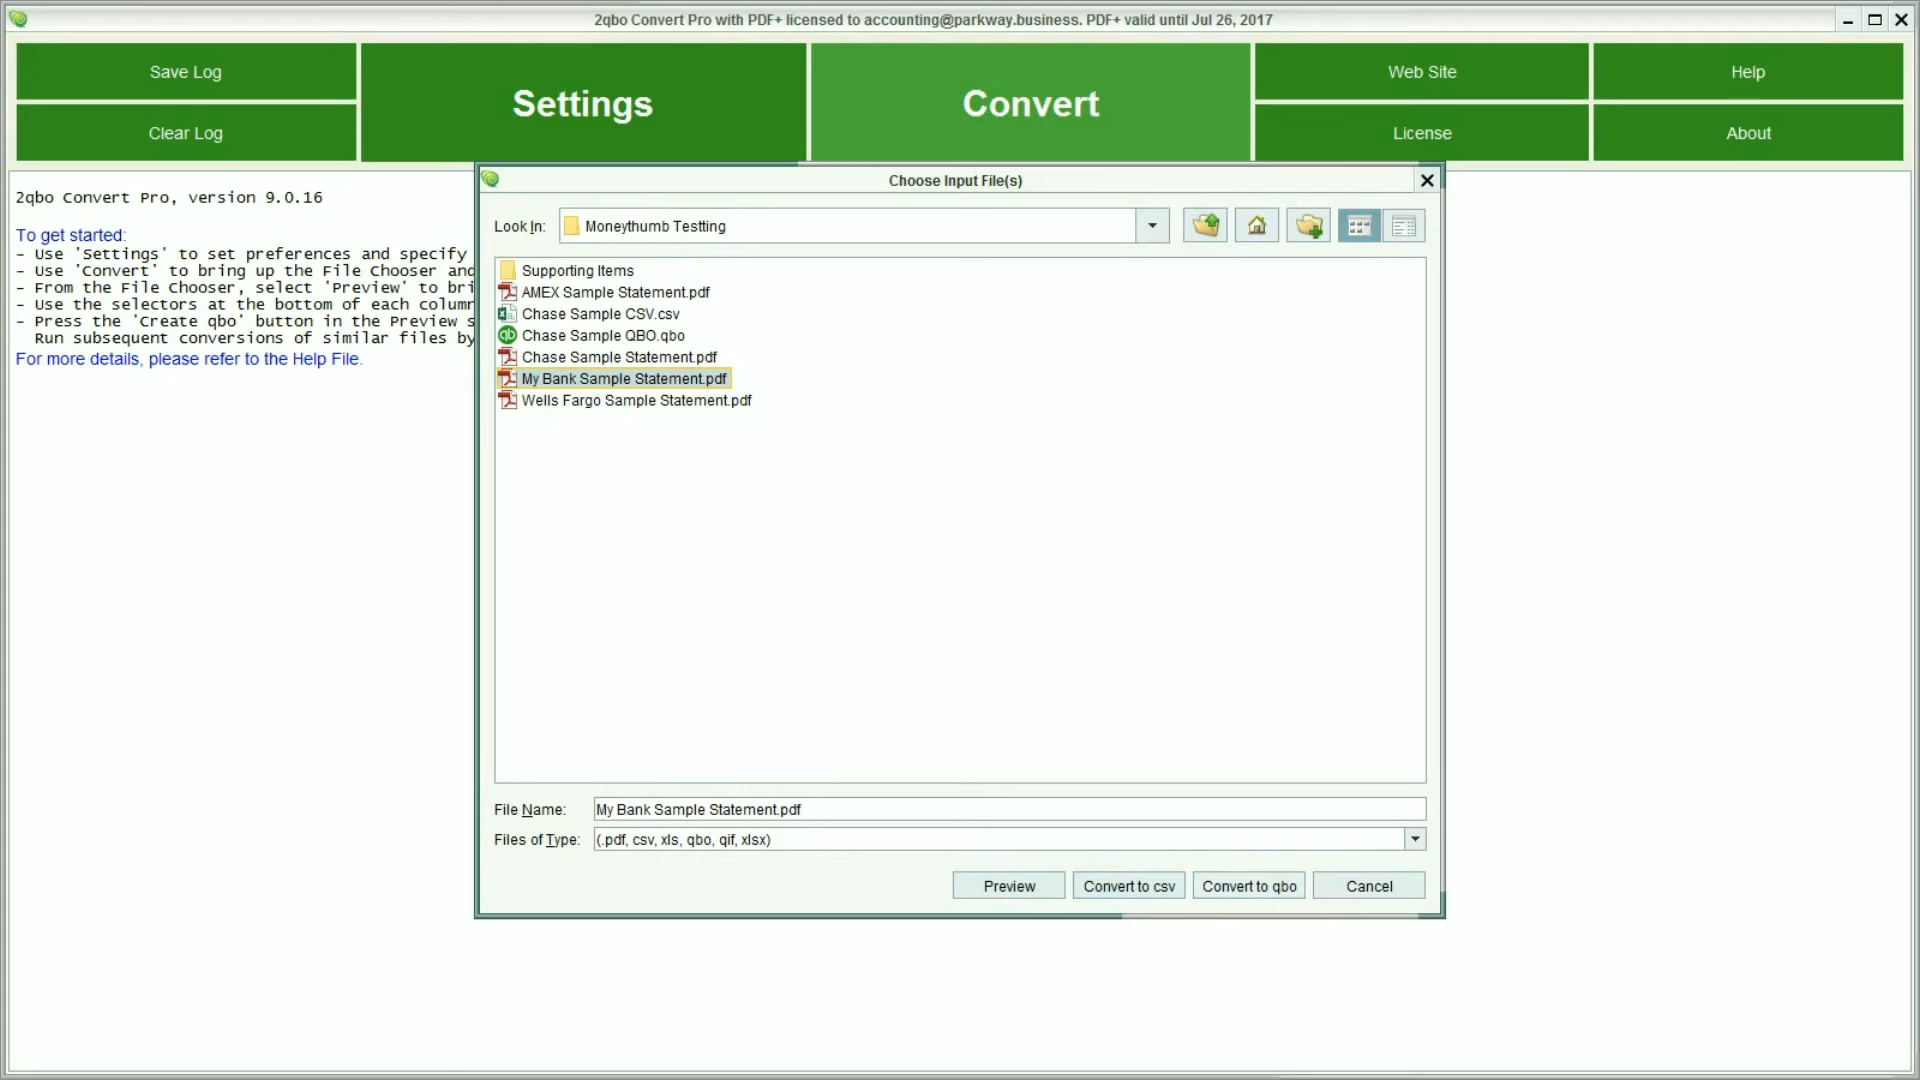 2qbo Convert Pro with PDF+ licensed to accounting@parkway.business. PDF+ valid until Jul 26, 2017
Save Log
Clear Log
Settings
Convert
Web Site
Help
License
About
2qbo Convert Pro, version 9.0.16
To get started:
- Use 'Settings' to set preferences and specify
- Use 'Convert' to bring up the File Chooser and
- From the File Chooser, select 'Preview' to bri
- Use the selectors at the bottom of each column
- Press the 'Create qbo' button in the Preview s
Run subsequent conversions of similar files by
For more details, please refer to the Help File.
Choose Input File(s)
Look In: Moneythumb Testting
Supporting Items
AMEX Sample Statement.pdf
Chase Sample CSV.csv
Chase Sample QBO.qbo
Chase Sample Statement.pdf
My Bank Sample Statement.pdf
Wells Fargo Sample Statement.pdf
File Name: My Bank Sample Statement.pdf
Files of Type: (.pdf, csv, xls, qbo, qif, xlsx)
Preview Convert to csv Convert to qbo Cancel